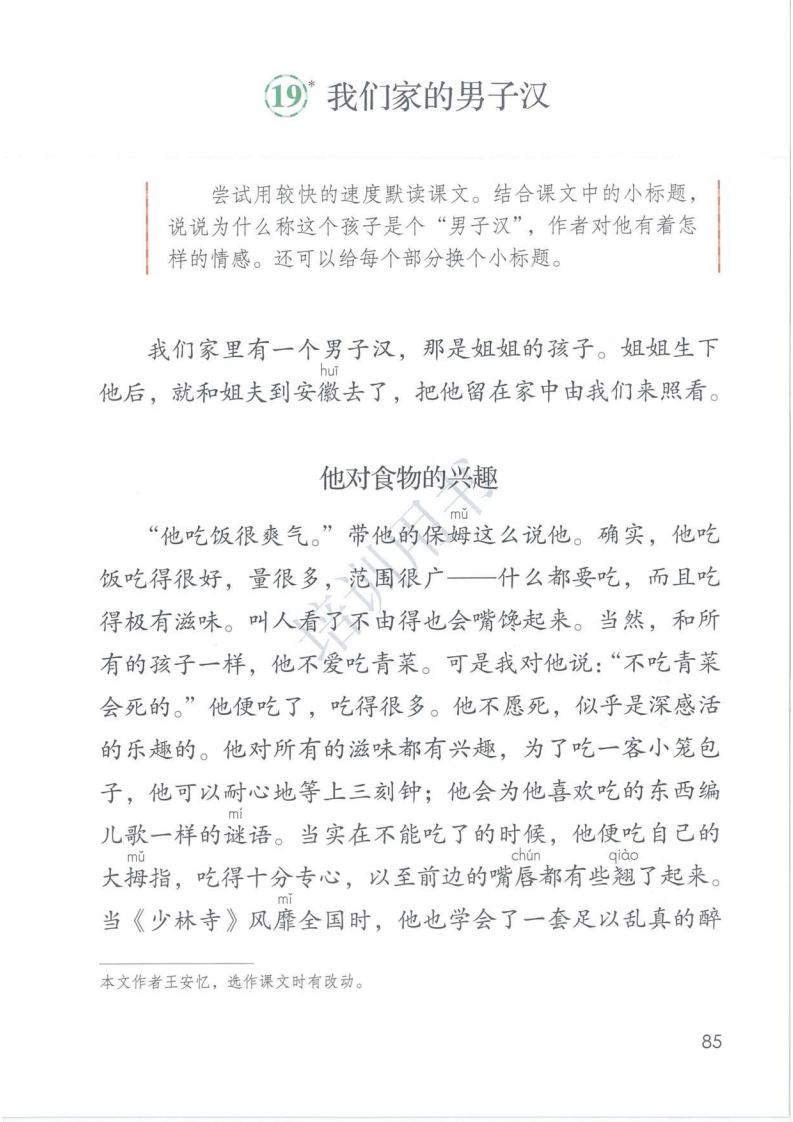 19* 我们家的男子汉
尝试用较快的速度默读课文。结合课文中的小标题，
说说为什么称这个孩子是个“男子汉”，作者对他有着怎
样的情感。还可以给每个部分换个小标题。
我们家里有一个男子汉，那是姐姐的孩子。姐姐生下
huī
他后，就和姐夫到安徽去了，把他留在家中由我们来照看。
他对食物的兴趣
mǔ
“他吃饭很爽气。”带他的保姆这么说他。确实，他吃
饭吃得很好，量很多，范围很广——什么都要吃，而且吃
得极有滋味。叫人看了不由得也会嘴馋起来。当然，和所
有的孩子一样，他不爱吃青菜。可是我对他说：“不吃青菜
会死的。”他便吃了，吃得很多。他不愿死，似乎是深感活
的乐趣的。他对所有的滋味都有兴趣，为了吃一客小笼包
子，他可以耐心地等上三刻钟；他会为他喜欢吃的东西编
mí
儿歌一样的谜语。当实在不能吃了的时候，他便吃自己的
mǔ chún qiào
大拇指，吃得十分专心，以至前边的嘴唇都有些翘了起来。
mǐ
当《少林寺》风靡全国时，他也学会了一套足以乱真的醉
本文作者王安忆，选作课文时有改动。
85
培训用书